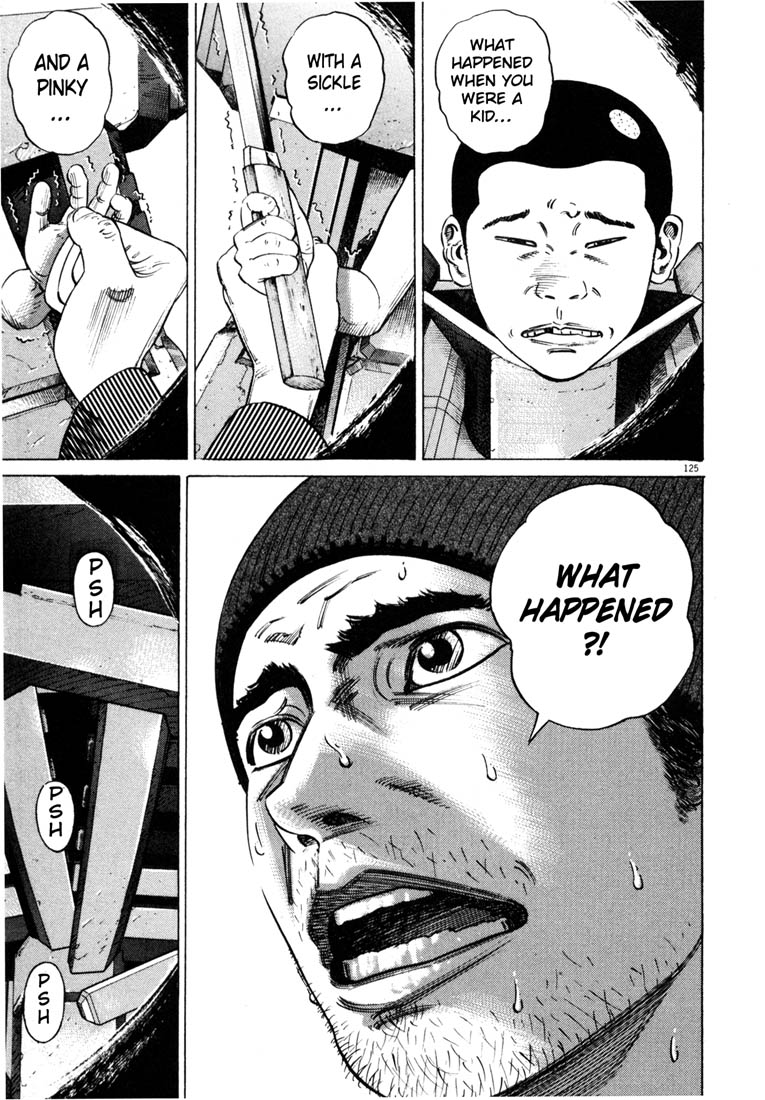 WHAT
HAPPENED
WHEN YOU
WERE A
KID...
WITH A
SICKLE
...
AND A
PINKY
...
125
WHAT
HAPPENED
?!
PSH
PSH
PSH